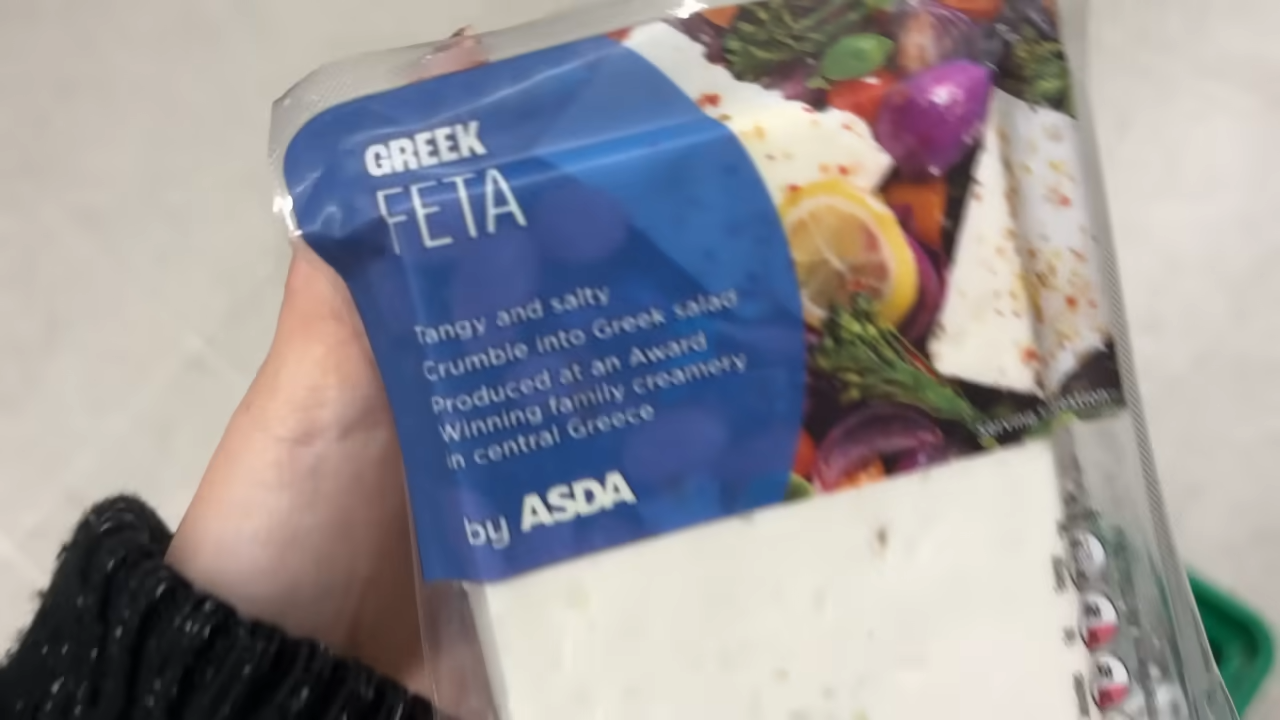 GREEK
FETA
Tangy and salty
Crumble into Greek salad
Produced at an Award
Winning family creamery
in central Greece
by ASDA